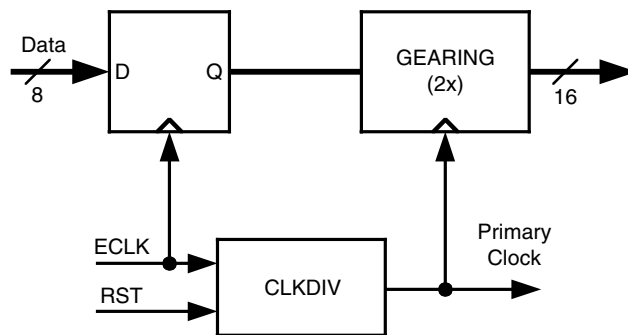 Data
8
D
Q
GEARING
(2x)
16
ECLK
RST
CLKDIV
Primary
Clock